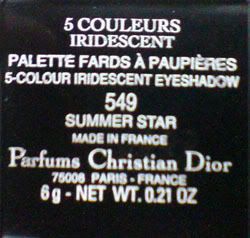 5 COULEURS
IRIDESCENT
PALETTE FARDS À PAUPIÈRES
5-COLOUR IRIDESCENT EYESHADOW
549
SUMMER STAR
MADE IN FRANCE
Parfums Christian Dior
75008 PARIS - FRANCE
6 g - NET WT. 0.21 OZ